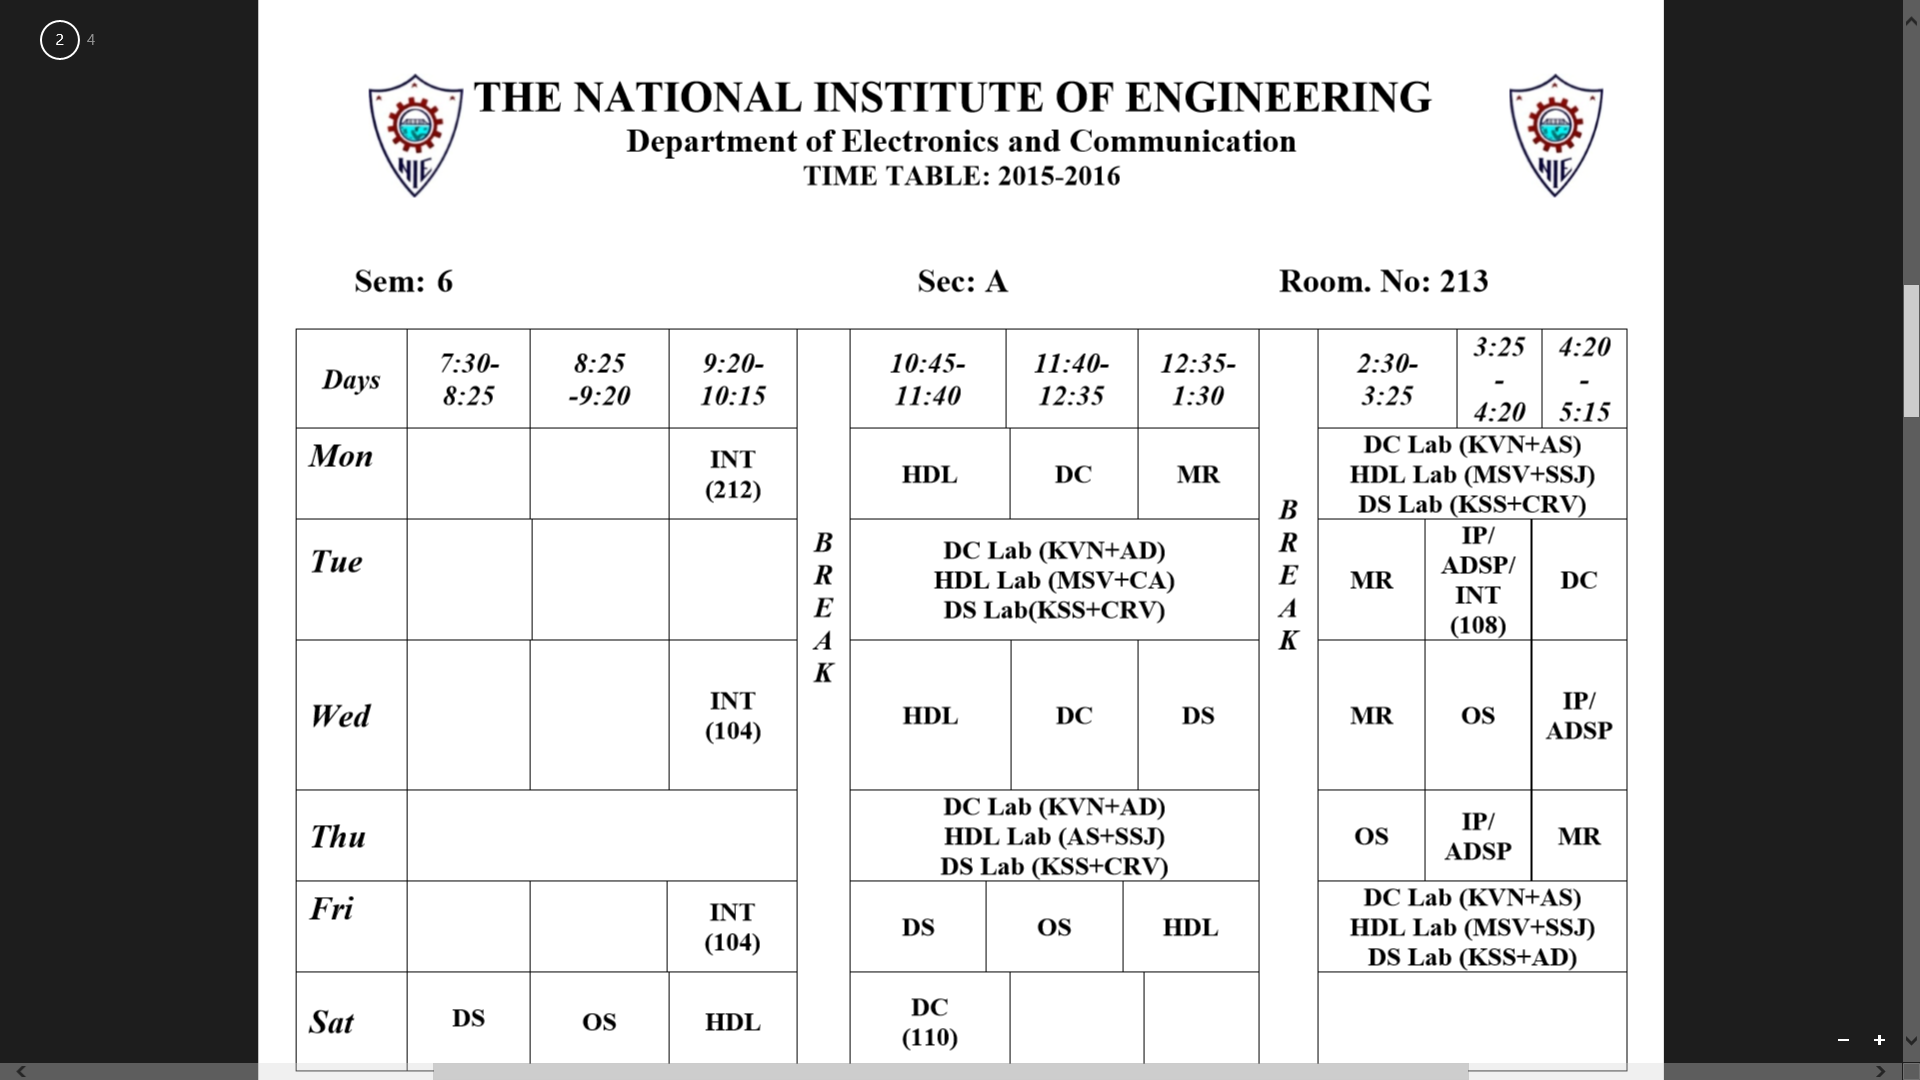 2 4
THE NATIONAL INSTITUTE OF ENGINEERING
Department of Electronics and Communication
TIME TABLE: 2015-2016
NIE
NIE
Sem: 6 Sec: A Room. No: 213
Days 7:30- 8:25 9:20- 10:45- 11:40- 12:35- 2:30- 3:25 4:20
8:25 -9:20 10:15 11:40 12:35 1:30 3:25 - 4:20 - 5:15
BREAK
BREAK
Mon INT HDL DC MR DC Lab (KVN+AS)
(212) HDL Lab (MSV+SSJ)
DS Lab (KSS+CRV)
Tue DC Lab (KVN+AD) MR IP/ DC
HDL Lab (MSV+CA) ADSP/
DS Lab(KSS+CRV) INT
(108)
Wed INT HDL DC DS MR OS IP/
(104) ADSP
Thu DC Lab (KVN+AD) OS IP/ MR
HDL Lab (AS+SSJ) ADSP
DS Lab (KSS+CRV)
Fri INT DS OS HDL DC Lab (KVN+AS)
(104) HDL Lab (MSV+SSJ)
DS Lab (KSS+AD)
Sat DS OS HDL DC
(110)